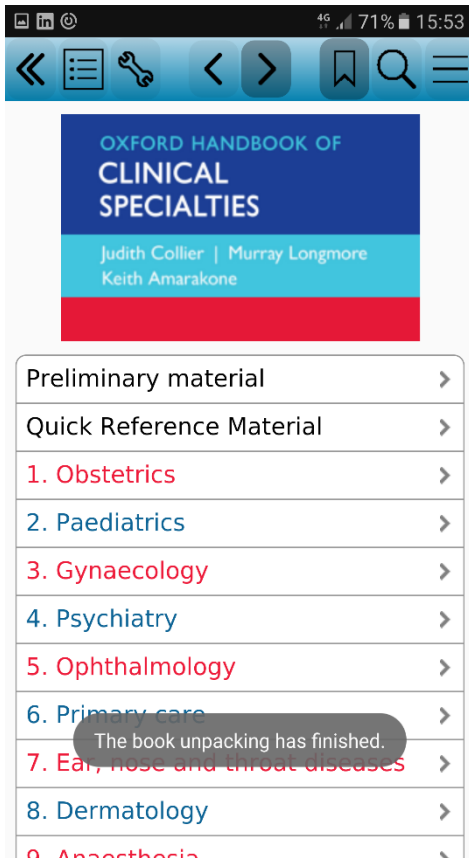 4G 71% 15:53
OXFORD HANDBOOK OF
CLINICAL
SPECIALTIES
Judith Collier | Murray Longmore
Keith Amarakone
Preliminary material
Quick Reference Material
1. Obstetrics
2. Paediatrics
3. Gynaecology
4. Psychiatry
5. Ophthalmology
6. Primary care
The book unpacking has finished.
7. Ear, nose and throat diseases
8. Dermatology
9. Anaesthesia